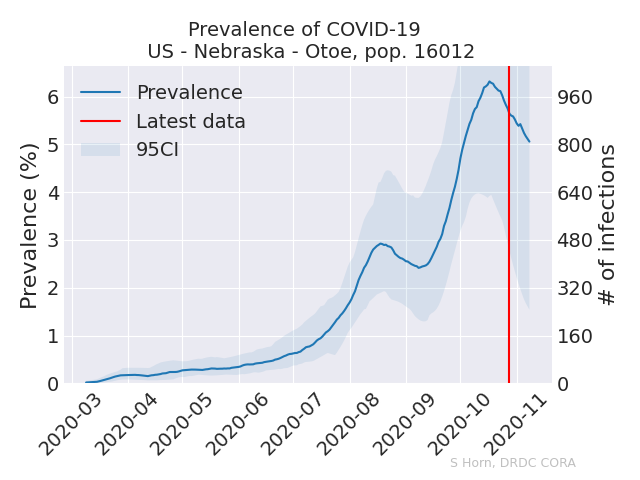 Prevalence of COVID-19
US - Nebraska - Otoe, pop. 16012
Prevalence
Latest data
95CI
Prevalence (%)
6
5
4
3
2
1
0
# of infections
960
800
640
480
320
160
0
2020-03
2020-04
2020-05
2020-06
2020-07
2020-08
2020-09
2020-10
2020-11
S Horn, DRDC CORA